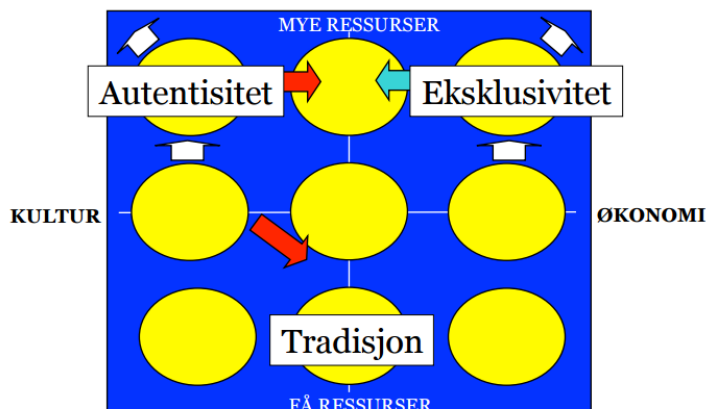 MYE RESSURSER
Autentisitet
Eksklusivitet
KULTUR
ØKONOMI
Tradisjon
FÅ RESSURSER